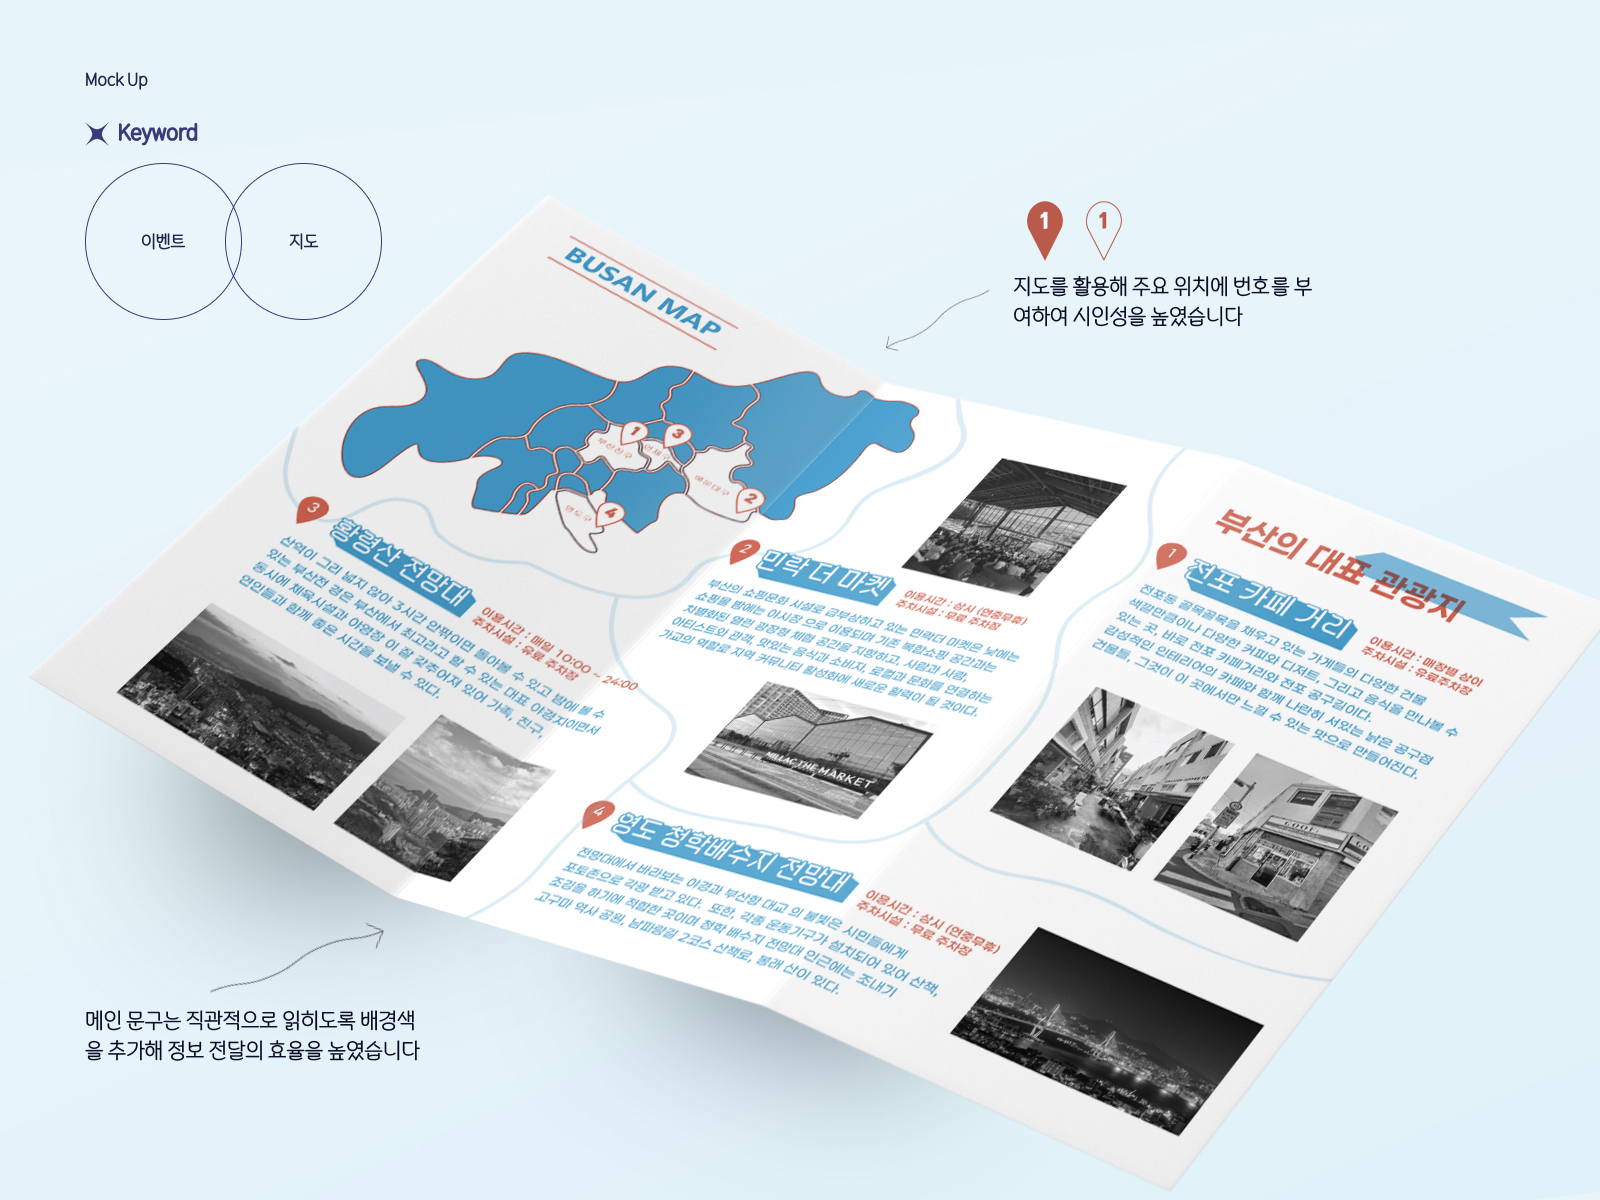 Mock Up
Keyword
이벤트
지도
1
1
지도를 활용해 주요 위치에 번호를 부
여하여 시인성을 높였습니다
BUSAN MAP
1
3
부산진구
연제구
해운대구
2
영도구
4
3
황령산 전망대
이용시간 : 매일 10:00 ~ 24:00
주차시설 : 유료 주차장
산역이 그리 넓지 않아 3시간 안팎이면 돌아볼 수 있고 밤에 볼 수
있는 부산전 경은 부산에서 최고라고 할 수 있는 대표 야경지이면서
동시에 체육시설과 야영장 이 잘 갖추어져 있어 가족, 친구,
연인들과 함께 좋은 시간을 보낼 수 있다.
2
민락 더 마켓
이용시간 : 상시 (연중무휴)
주차시설 : 무료 주차장
부산의 쇼핑문화 시설로 급부상하고 있는 민락더 마켓은 낮에는
쇼핑몰 밤에는 야시장 으로 이용되며 기존 복합쇼핑 공간과는
차별화된 열린 광장형 체험 공간을 지향하고, 사람과 사람,
아티스트와 관객, 맛있는 음식과 소비자, 로컬과 문화를 연결하는
가교의 역할로 지역 커뮤니티 활성화에 새로운 활력이 될 것이다.
MILLAC THE MARKET
부산의 대표 관광지
1
전포 카페 거리
이용시간 : 매장별 상이
주차시설 : 유료주차장
전포동 골목골목을 채우고 있는 가게들의 다양한 건물
색깔만큼이나 다양한 커피와 디저트, 그리고 음식을 만나볼 수
있는 곳, 바로 전포 카페거리와 전포 공구길이다.
감성적인 인테리어의 카페와 함께 나란히 서있는 낡은 공구점
건물들, 그것이 이 곳에서만 느낄 수 있는 맛으로 만들어진다.
4
영도 청학배수지 전망대
이용시간 : 상시 (연중무휴)
주차시설 : 무료 주차장
전망대에서 바라보는 야경과 부산항 대교 의 불빛은 시민들에게
포토존으로 각광 받고 있다. 또한, 각종 운동기구가 설치되어 있어 산책,
조깅을 하기에 적합한 곳이며 청학 배수지 전망대 인근에는 조내기
고구마 역사 공원, 남파랑길 2코스 산책로, 봉래 산이 있다.
메인 문구는 직관적으로 읽히도록 배경색
을 추가해 정보 전달의 효율을 높였습니다